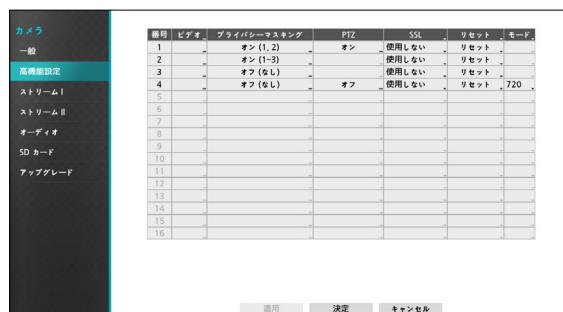 カメラ
一般
高機能設定
ストリーム I
ストリーム II
オーディオ
SD カード
アップグレード
番号 ビデオ プライバシーマスキング PTZ SSL リセット モード
1 オン (1, 2) オン 使用しない リセット
2 オン (1~3) 使用しない リセット
3 オフ (なし) 使用しない リセット
4 オフ (なし) オフ 使用しない リセット 720
5
6
7
8
9
10
11
12
13
14
15
16
適用 決定 キャンセル